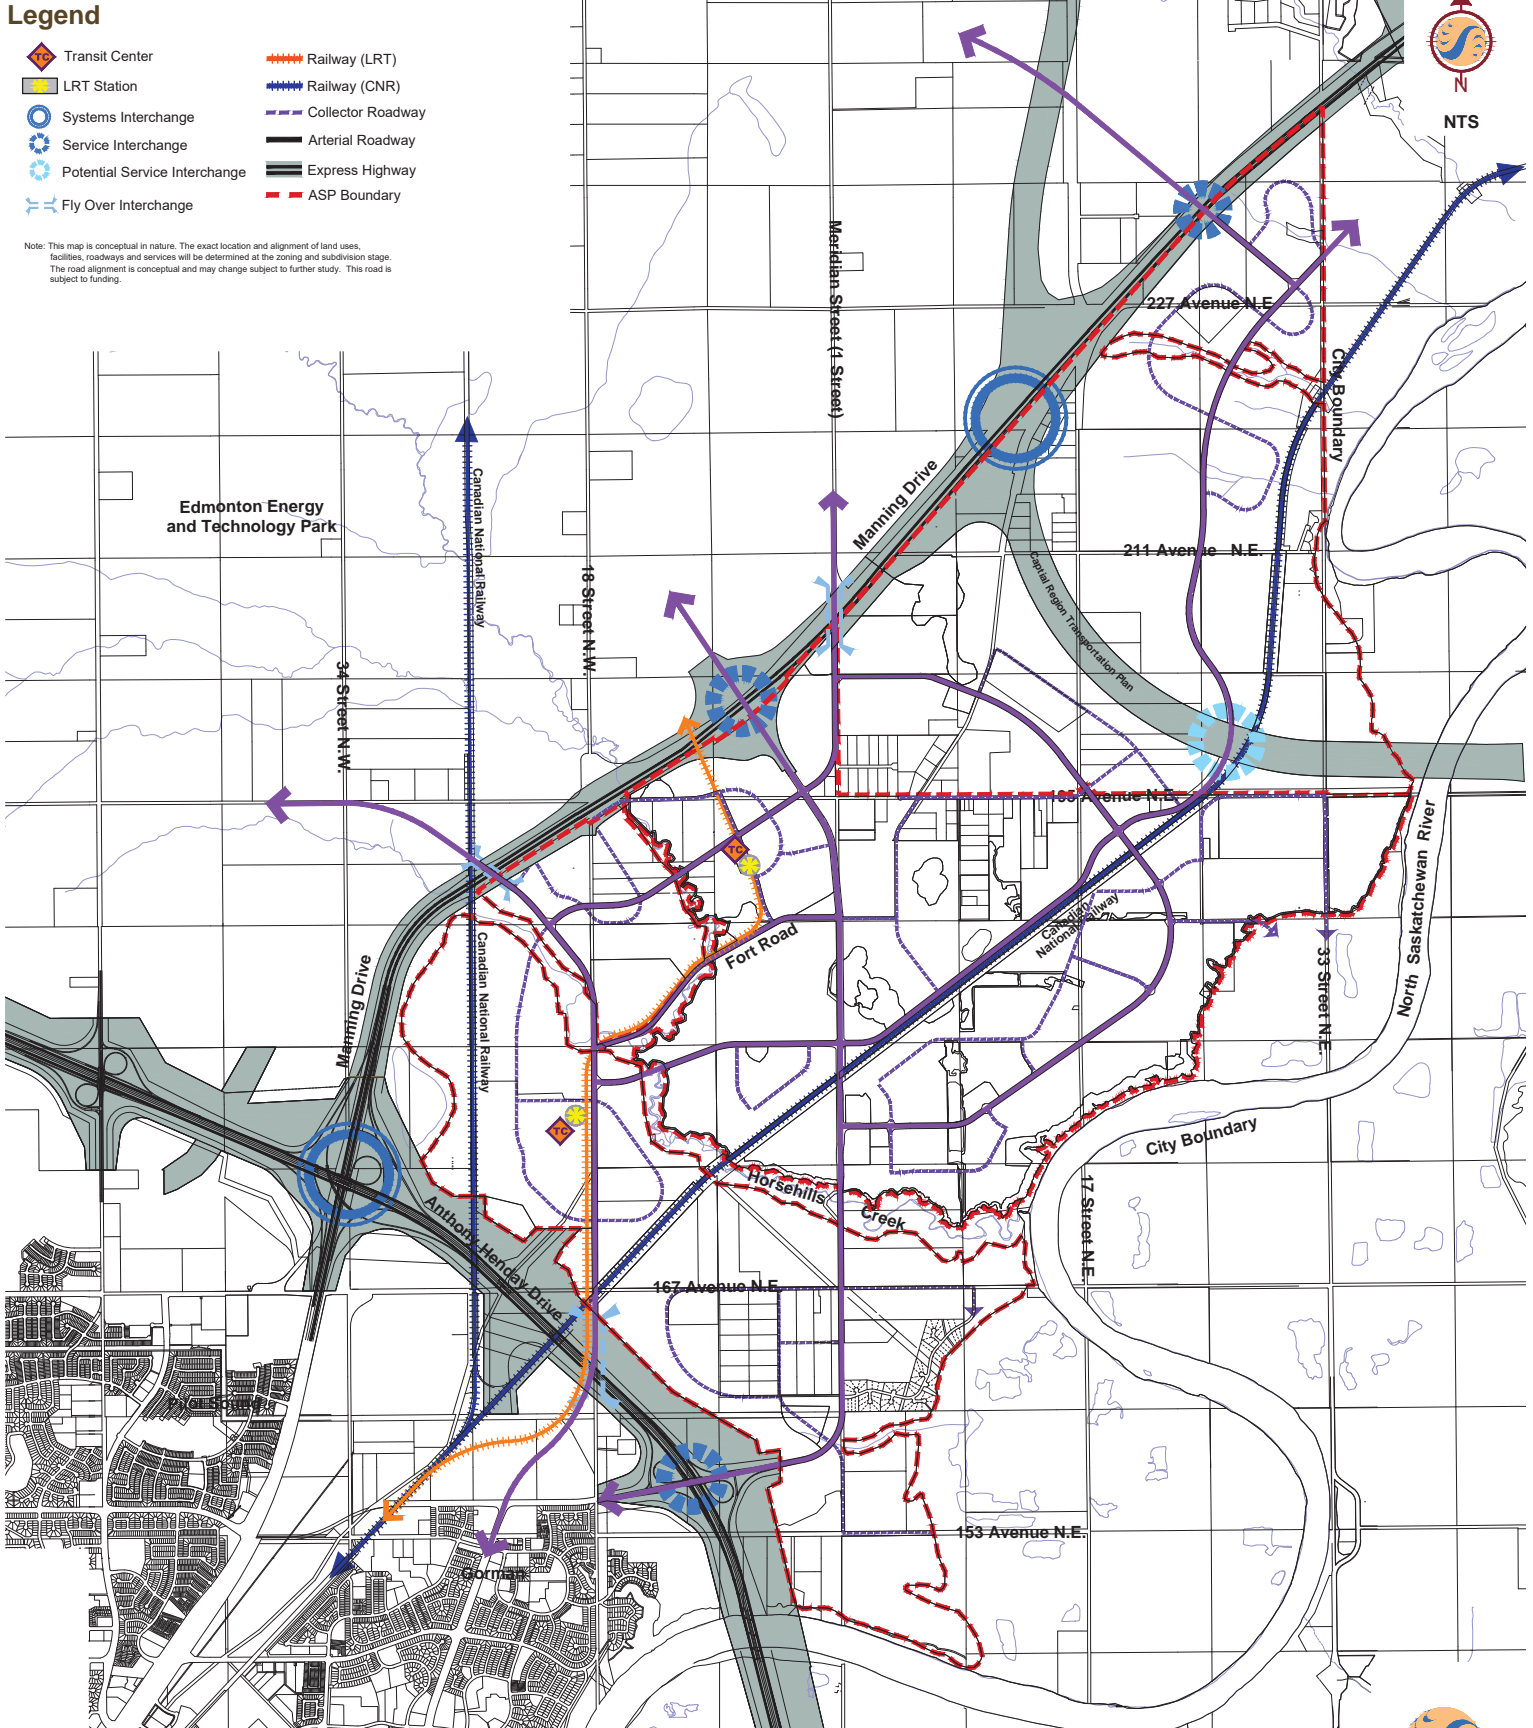 Legend
TC
Transit Center
LRT Station
Systems Interchange
Service Interchange
Potential Service Interchange
Fly Over Interchange
Railway (LRT)
Railway (CNR)
Collector Roadway
Arterial Roadway
Express Highway
ASP Boundary
Note: This map is conceptual in nature. The exact location and alignment of land uses,
facilities, roadways and services will be determined at the zoning and subdivision stage.
The road alignment is conceptual and may change subject to further study. This road is
subject to funding.
N
NTS
Meridian Street (1 Street)
227 Avenue N.E
City Boundary
Manning Drive
Edmonton Energy
and Technology Park
Canadian National Railway
18 Street N.W.
34 Street N.W.
211 Avenue N.E.
Captial Region Transportation Plan
195 Avenue N.E.
TC
Fort Road
Canadian
National Railway
Manning Drive
Canadian National Railway
33 Street N.E.
North Saskatchewan River
TC
City Boundary
17 Street N.E.
Horsehills
Creek
Anthony Henday Drive
167 Avenue N.E.
Pilot Sound
153 Avenue N.E.
Gorman